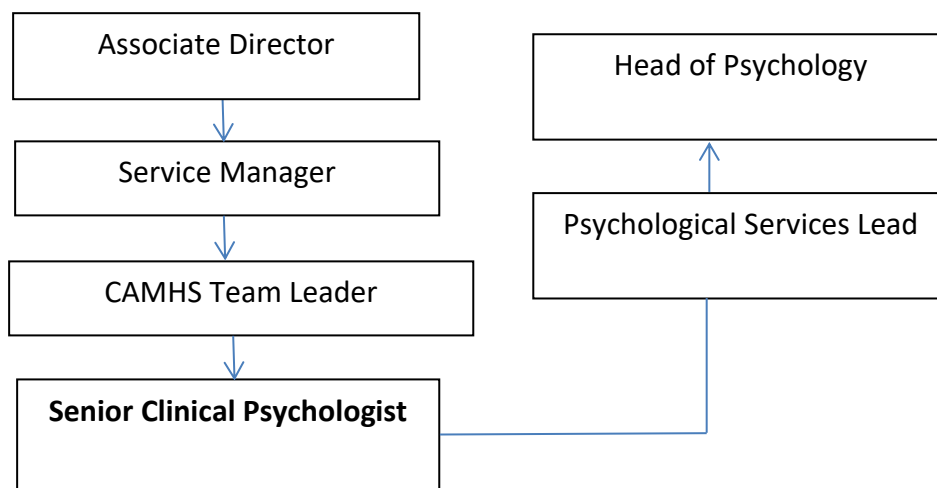 Associate Director
Service Manager
CAMHS Team Leader
Senior Clinical Psychologist
Head of Psychology
Psychological Services Lead